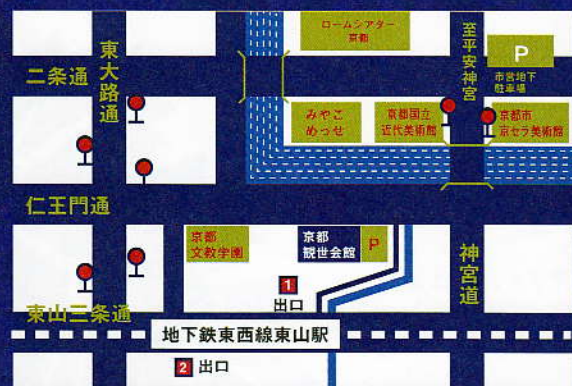 ロームシアター
京都
東大路通
至平安神宮
P
市営地下
駐車場
二条通
みやこ
めっせ
京都国立
近代美術館
京都市
京セラ美術館
仁王門通
京都
文教学園
京都
観世会館
P
神宮道
1
出口
東山三条通
地下鉄東西線東山駅
2 出口